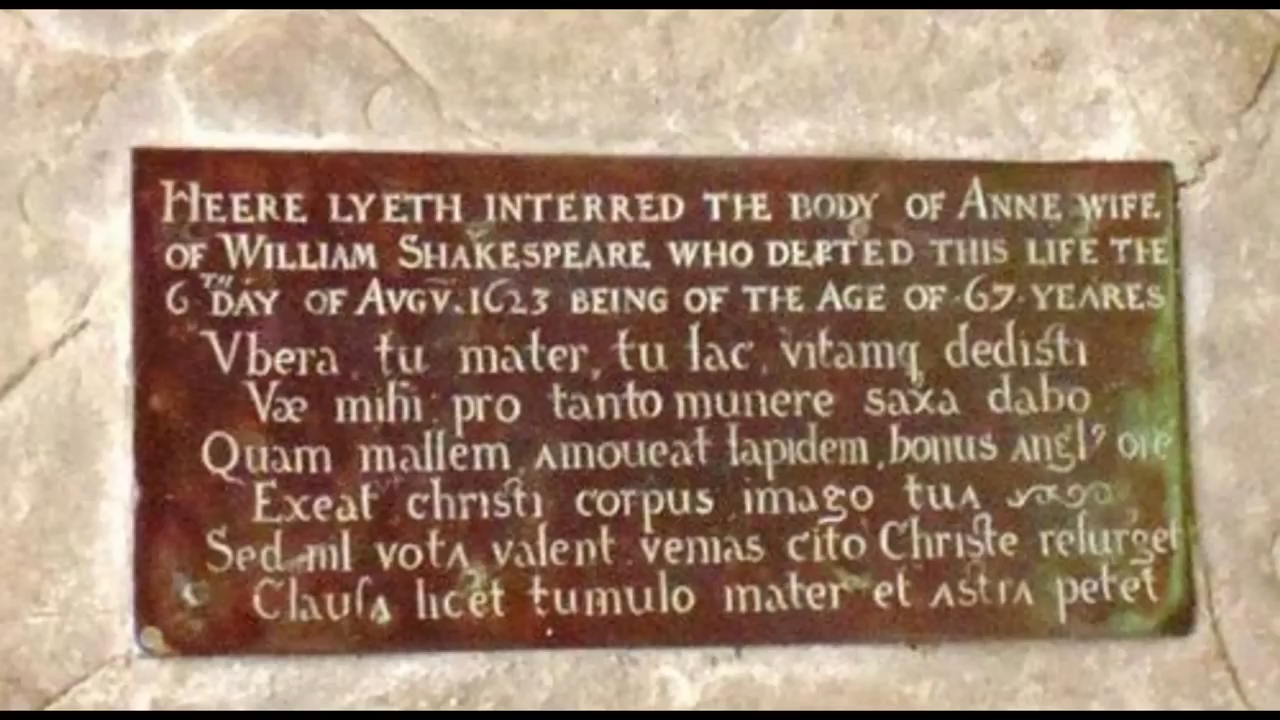 HEERE LYETH INTERRED THE BODY OF ANNE WIFE
OF WILLIAM SHAKESPEARE WHO DEPTED THIS LIFE THE
6 TH DAY OF AVGV. 1623 BEING OF THE AGE OF ·67· YEARES
Vbera, tu mater, tu lac, vitamq dedisti
Væ mihi: pro tanto munere saxa dabo
Quam mallem, amoueat lapidem, bonus angl⁹ ore
Exeat christi corpus imago tua
Sed nil vota valent venias cito Christe resurget
Clausa licet tumulo mater et astra petet